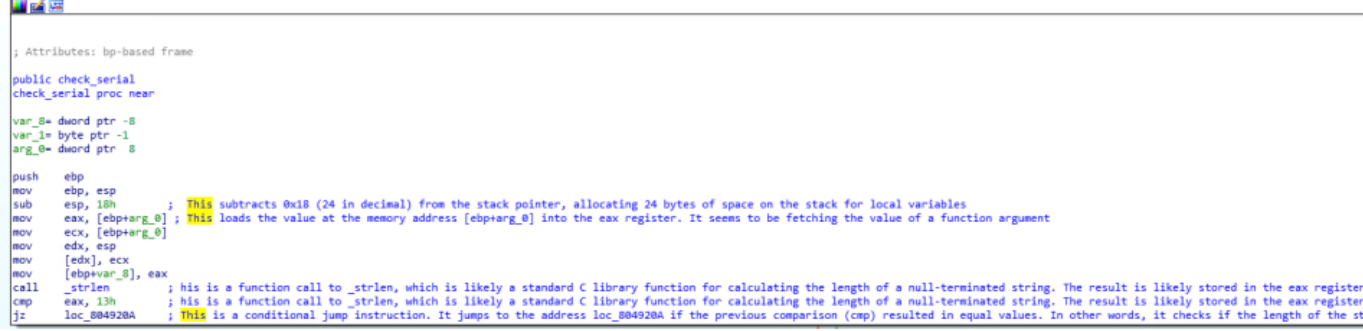 ; Attributes: bp-based frame
public check_serial
check_serial proc near
var_8= dword ptr -8
var_1= byte ptr -1
arg_0= dword ptr  8
push    ebp
mov     ebp, esp
sub     esp, 18h        ;  This subtracts 0x18 (24 in decimal) from the stack pointer, allocating 24 bytes of space on the stack for local variables
mov     eax, [ebp+arg_0] ; This loads the value at the memory address [ebp+arg_0] into the eax register. It seems to be fetching the value of a function argument
mov     ecx, [ebp+arg_0]
mov     edx, esp
mov     [edx], ecx
mov     [ebp+var_8], eax
call    _strlen         ; his is a function call to _strlen, which is likely a standard C library function for calculating the length of a null-terminated string. The result is likely stored in the eax register
cmp     eax, 13h        ; his is a function call to _strlen, which is likely a standard C library function for calculating the length of a null-terminated string. The result is likely stored in the eax register
jz      loc_804920A     ; This is a conditional jump instruction. It jumps to the address loc_804920A if the previous comparison (cmp) resulted in equal values. In other words, it checks if the length of the st